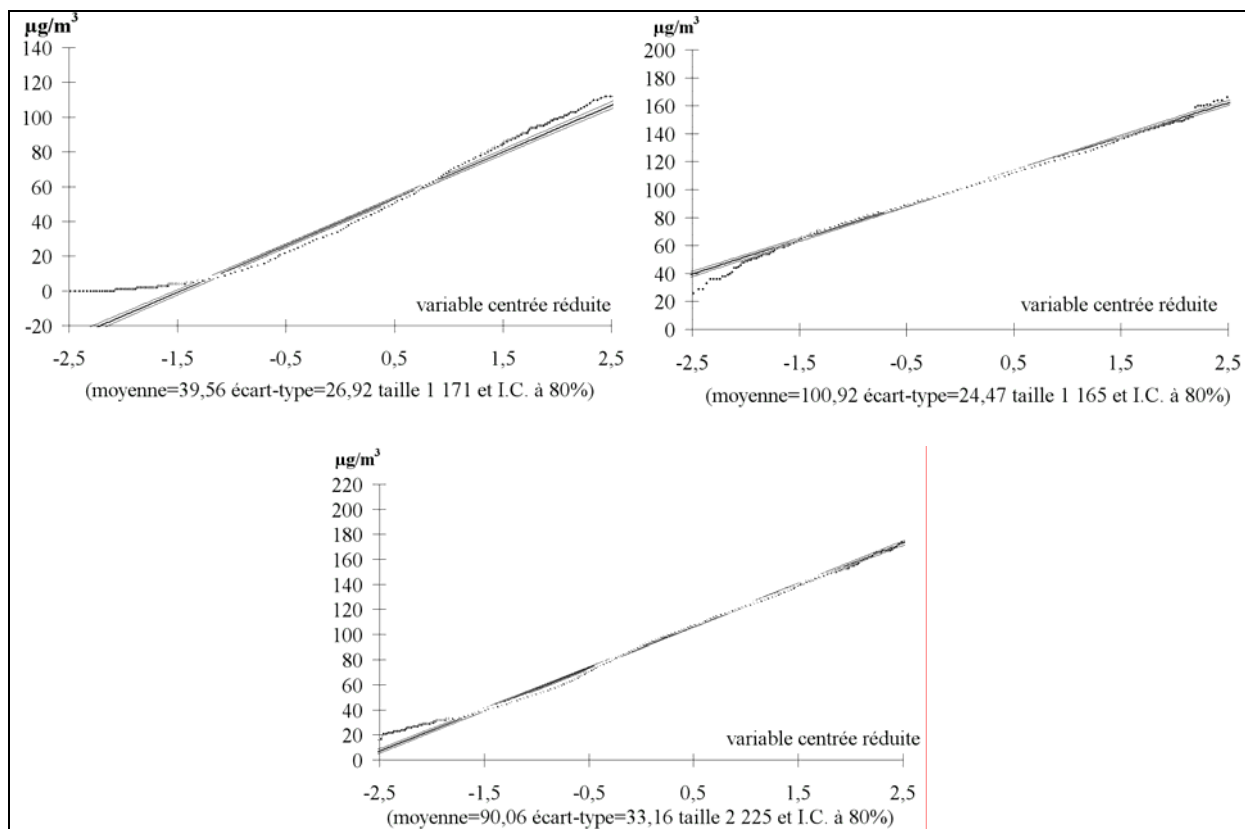 µg/m³
140
120
100
80
60
40
20
0
-20
variable centrée réduite
-2,5 -1,5 -0,5 0,5 1,5 2,5
(moyenne=39,56 écart-type=26,92 taille 1 171 et I.C. à 80%)
µg/m³
200
180
160
140
120
100
80
60
40
20
0
variable centrée réduite
-2,5 -1,5 -0,5 0,5 1,5 2,5
(moyenne=100,92 écart-type=24,47 taille 1 165 et I.C. à 80%)
µg/m³
220
200
180
160
140
120
100
80
60
40
20
0
variable centrée réduite
-2,5 -1,5 -0,5 0,5 1,5 2,5
(moyenne=90,06 écart-type=33,16 taille 2 225 et I.C. à 80%)